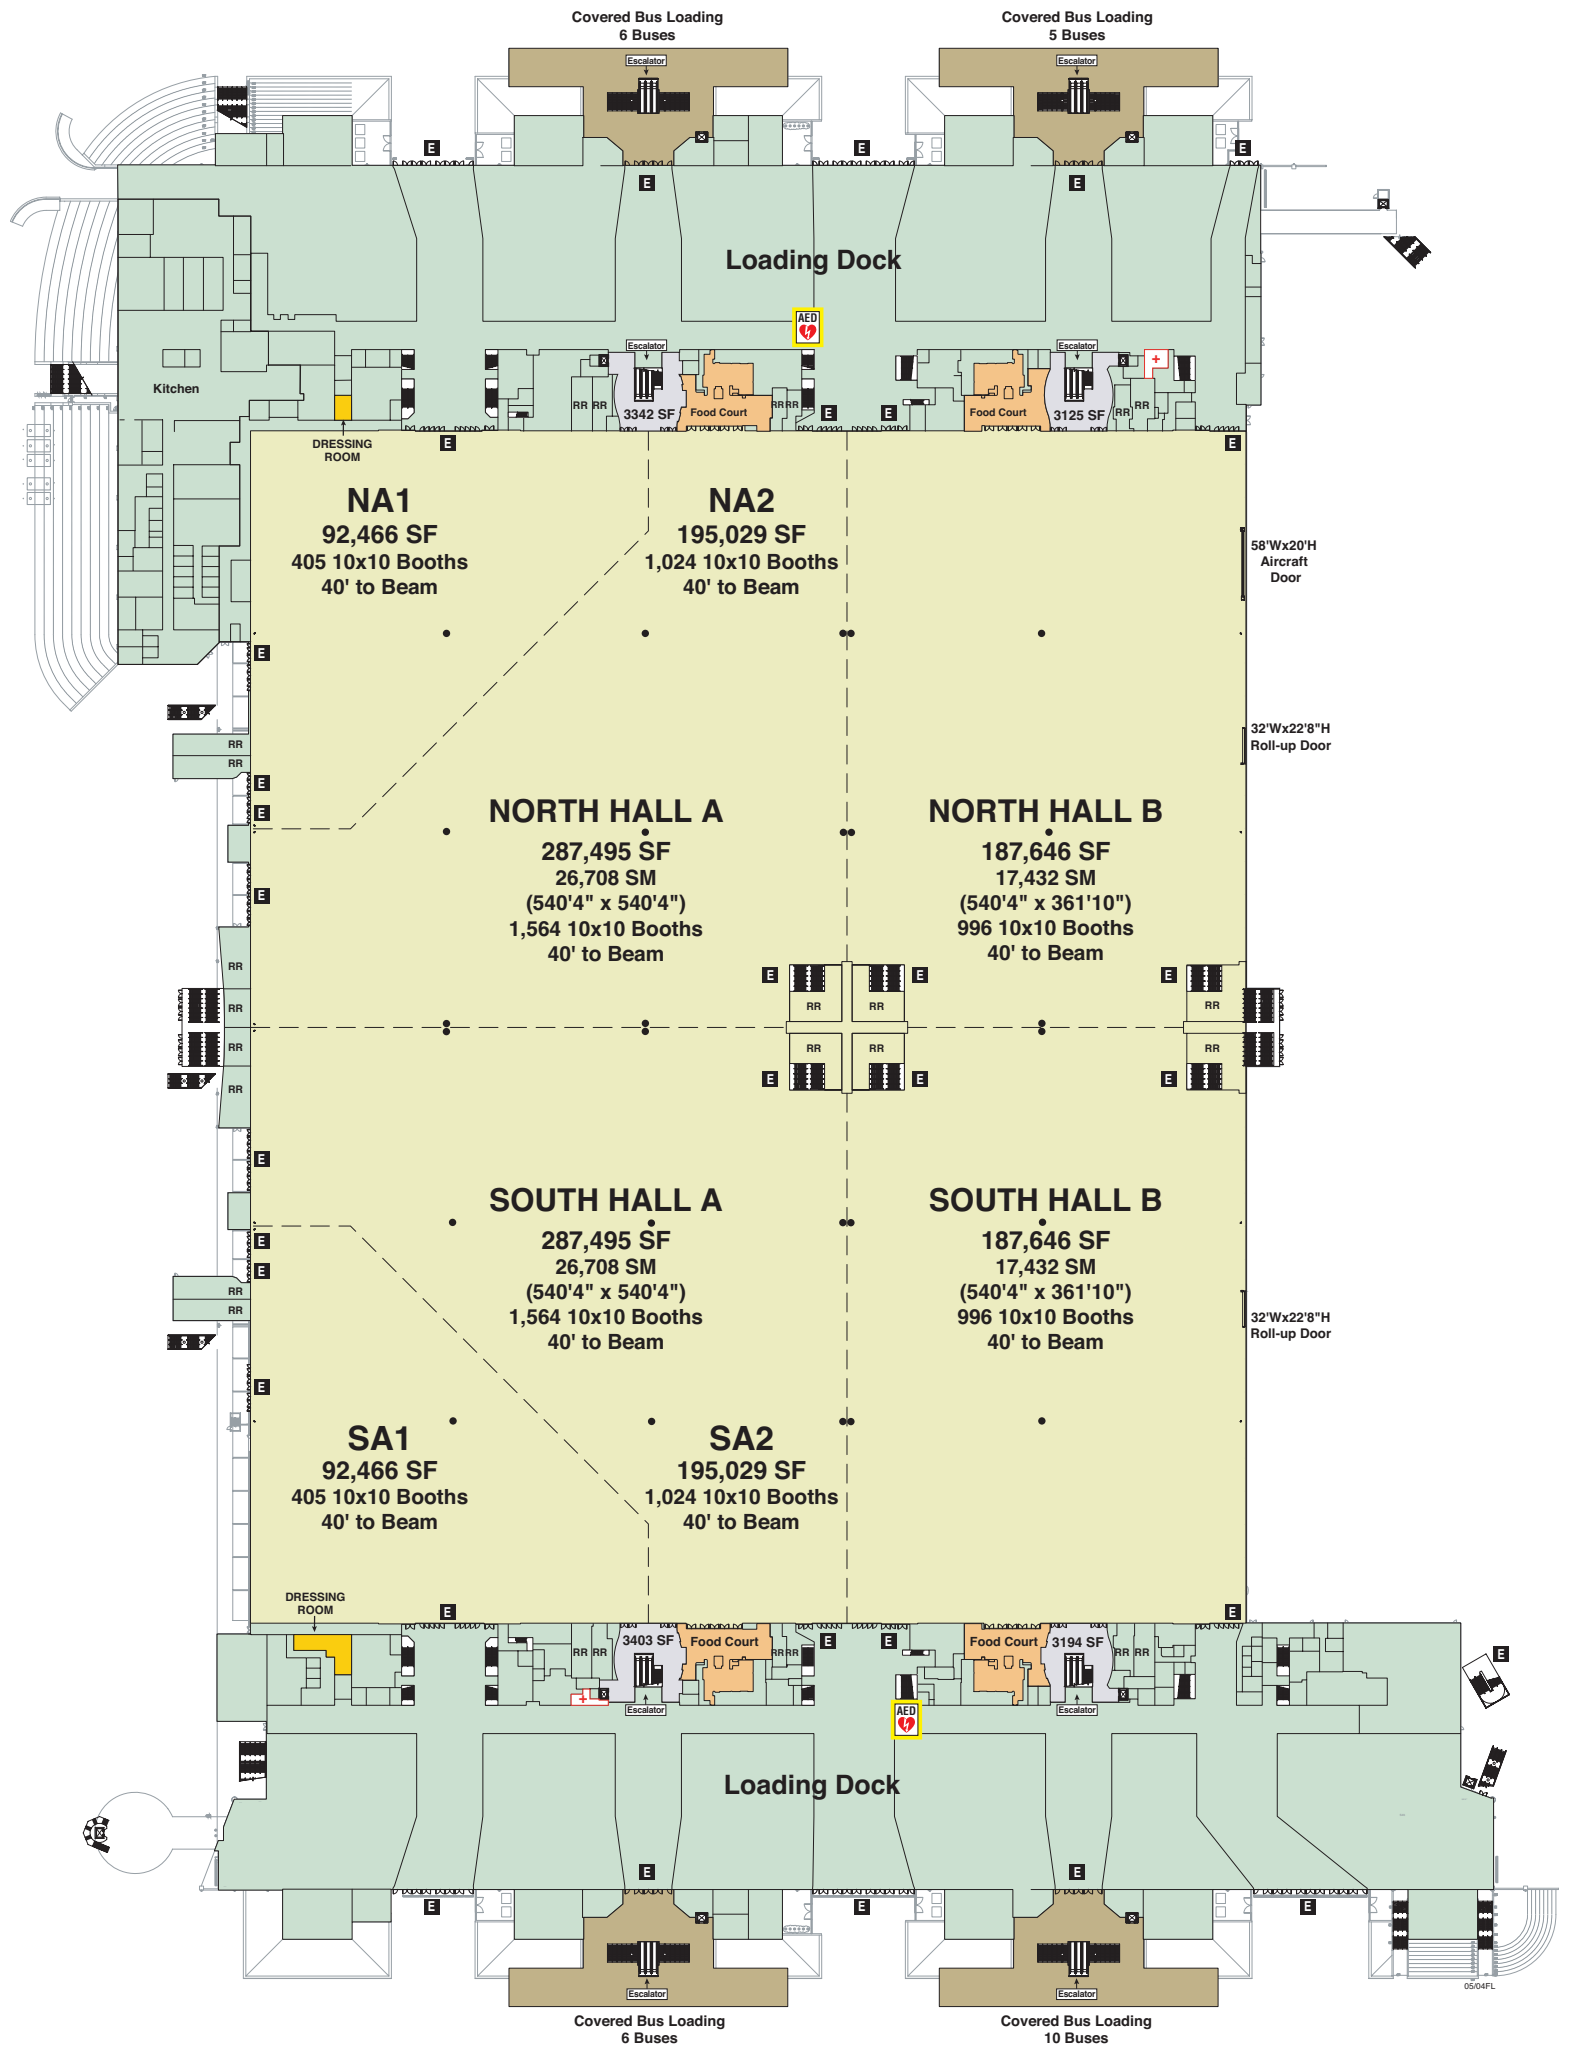 Covered Bus Loading
6 Buses
Covered Bus Loading
5 Buses
Escalator
Escalator
E
E
E
E
E
Loading Dock
AED
Escalator
Escalator
Kitchen
RR
RR
3342 SF
Food Court
RR
RR
E
E
Food Court
3125 SF
RR
RR
DRESSING
ROOM
E
E
NA1
92,466 SF
405 10x10 Booths
40' to Beam
NA2
195,029 SF
1,024 10x10 Booths
40' to Beam
58'Wx20'H
Aircraft
Door
E
RR
RR
32'Wx22'8"H
Roll-up Door
E
E
E
NORTH HALL A
287,495 SF
26,708 SM
(540'4" x 540'4")
1,564 10x10 Booths
40' to Beam
NORTH HALL B
187,646 SF
17,432 SM
(540'4" x 361'10")
996 10x10 Booths
40' to Beam
RR
RR
RR
RR
E
E
E
RR
RR
RR
RR
RR
RR
E
E
E
E
E
E
E
SOUTH HALL A
287,495 SF
26,708 SM
(540'4" x 540'4")
1,564 10x10 Booths
40' to Beam
SOUTH HALL B
187,646 SF
17,432 SM
(540'4" x 361'10")
996 10x10 Booths
40' to Beam
RR
RR
32'Wx22'8"H
Roll-up Door
SA1
92,466 SF
405 10x10 Booths
40' to Beam
SA2
195,029 SF
1,024 10x10 Booths
40' to Beam
DRESSING
ROOM
E
E
RR
RR
3403 SF
Food Court
RR
RR
E
E
Food Court
3194 SF
RR
RR
E
Escalator
Escalator
AED
Loading Dock
E
E
E
E
E
Escalator
Escalator
05/04FL
Covered Bus Loading
6 Buses
Covered Bus Loading
10 Buses